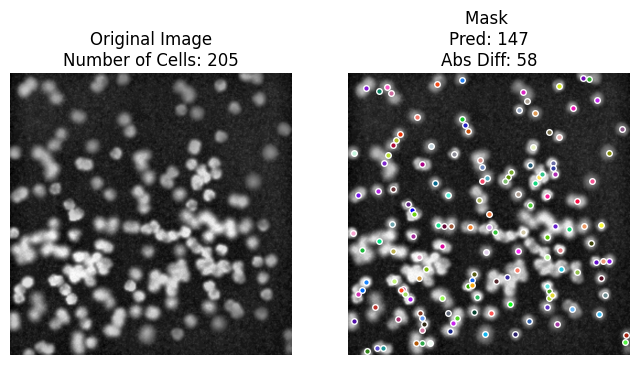 Original Image
Number of Cells: 205
Mask
Pred: 147
Abs Diff: 58